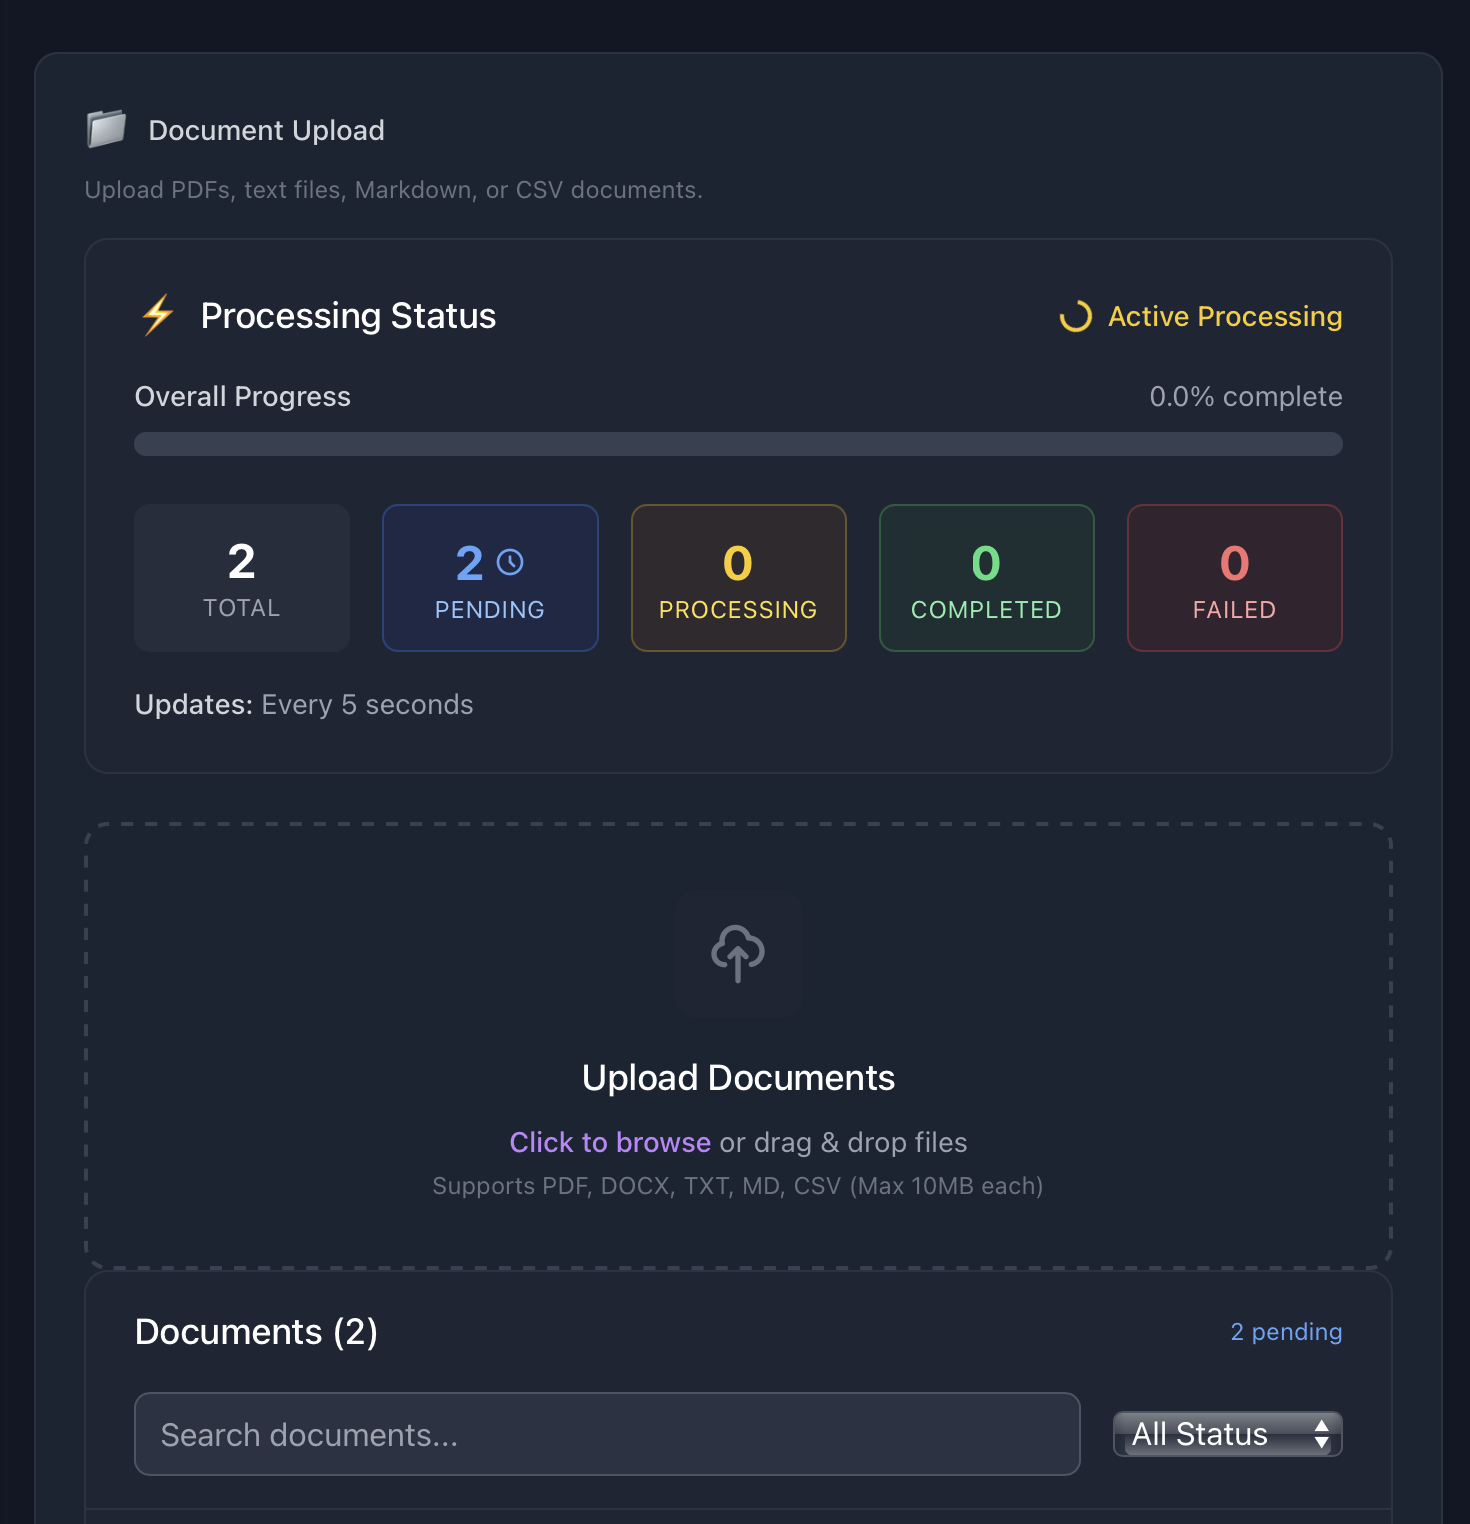 Document Upload
Upload PDFs, text files, Markdown, or CSV documents.
Processing Status
Active Processing
Overall Progress
0.0% complete
2
TOTAL
2
PENDING
0
PROCESSING
0
COMPLETED
0
FAILED
Updates: Every 5 seconds
Upload Documents
Click to browse or drag & drop files
Supports PDF, DOCX, TXT, MD, CSV (Max 10MB each)
Documents (2)
2 pending
Search documents...
All Status